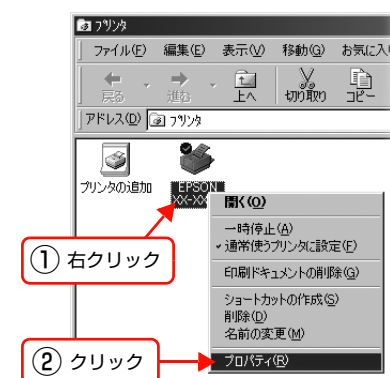 プリンタ
ファイル(F) 編集(E) 表示(V) 移動(G) お気に入
戻る 進む 上へ 切り取り コピー
アドレス(D) プリンタ
プリンタの追加 EPSON
XX-XX
開く(O)
一時停止(A)
通常使うプリンタに設定(F)
印刷ドキュメントの削除(G)
ショートカットの作成(S)
削除(D)
名前の変更(M)
プロパティ(R)
① 右クリック
② クリック